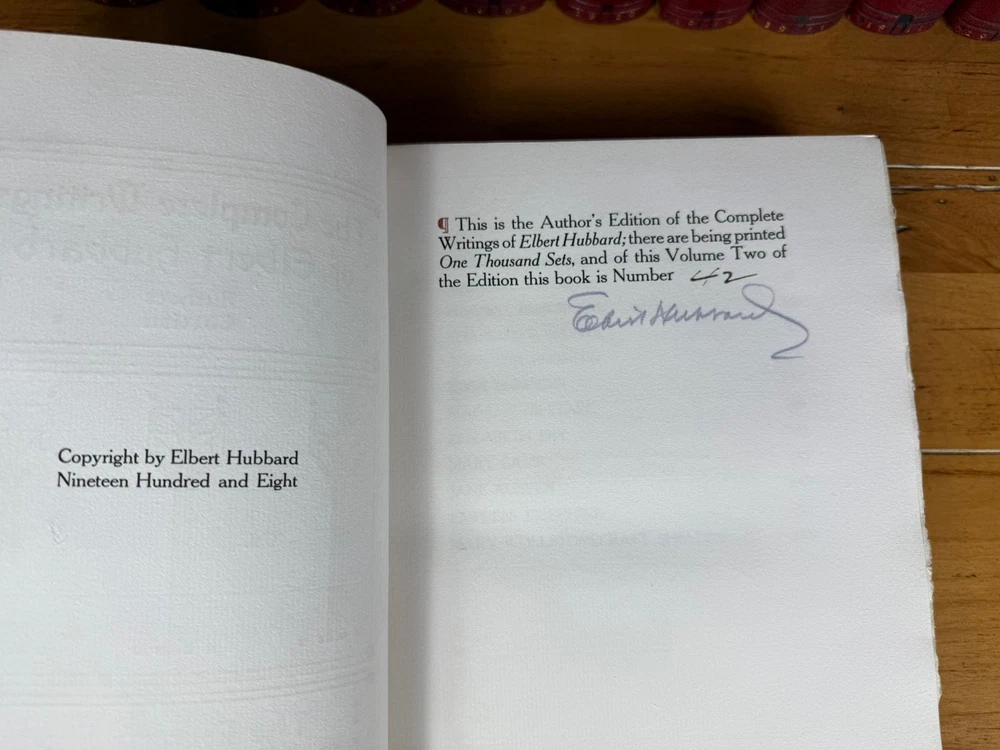 Copyright by Elbert Hubbard
Nineteen Hundred and Eight
¶ This is the Author's Edition of the Complete
Writings of Elbert Hubbard; there are being printed
One Thousand Sets, and of this Volume Two of
the Edition this book is Number 42
Elbert Hubbard